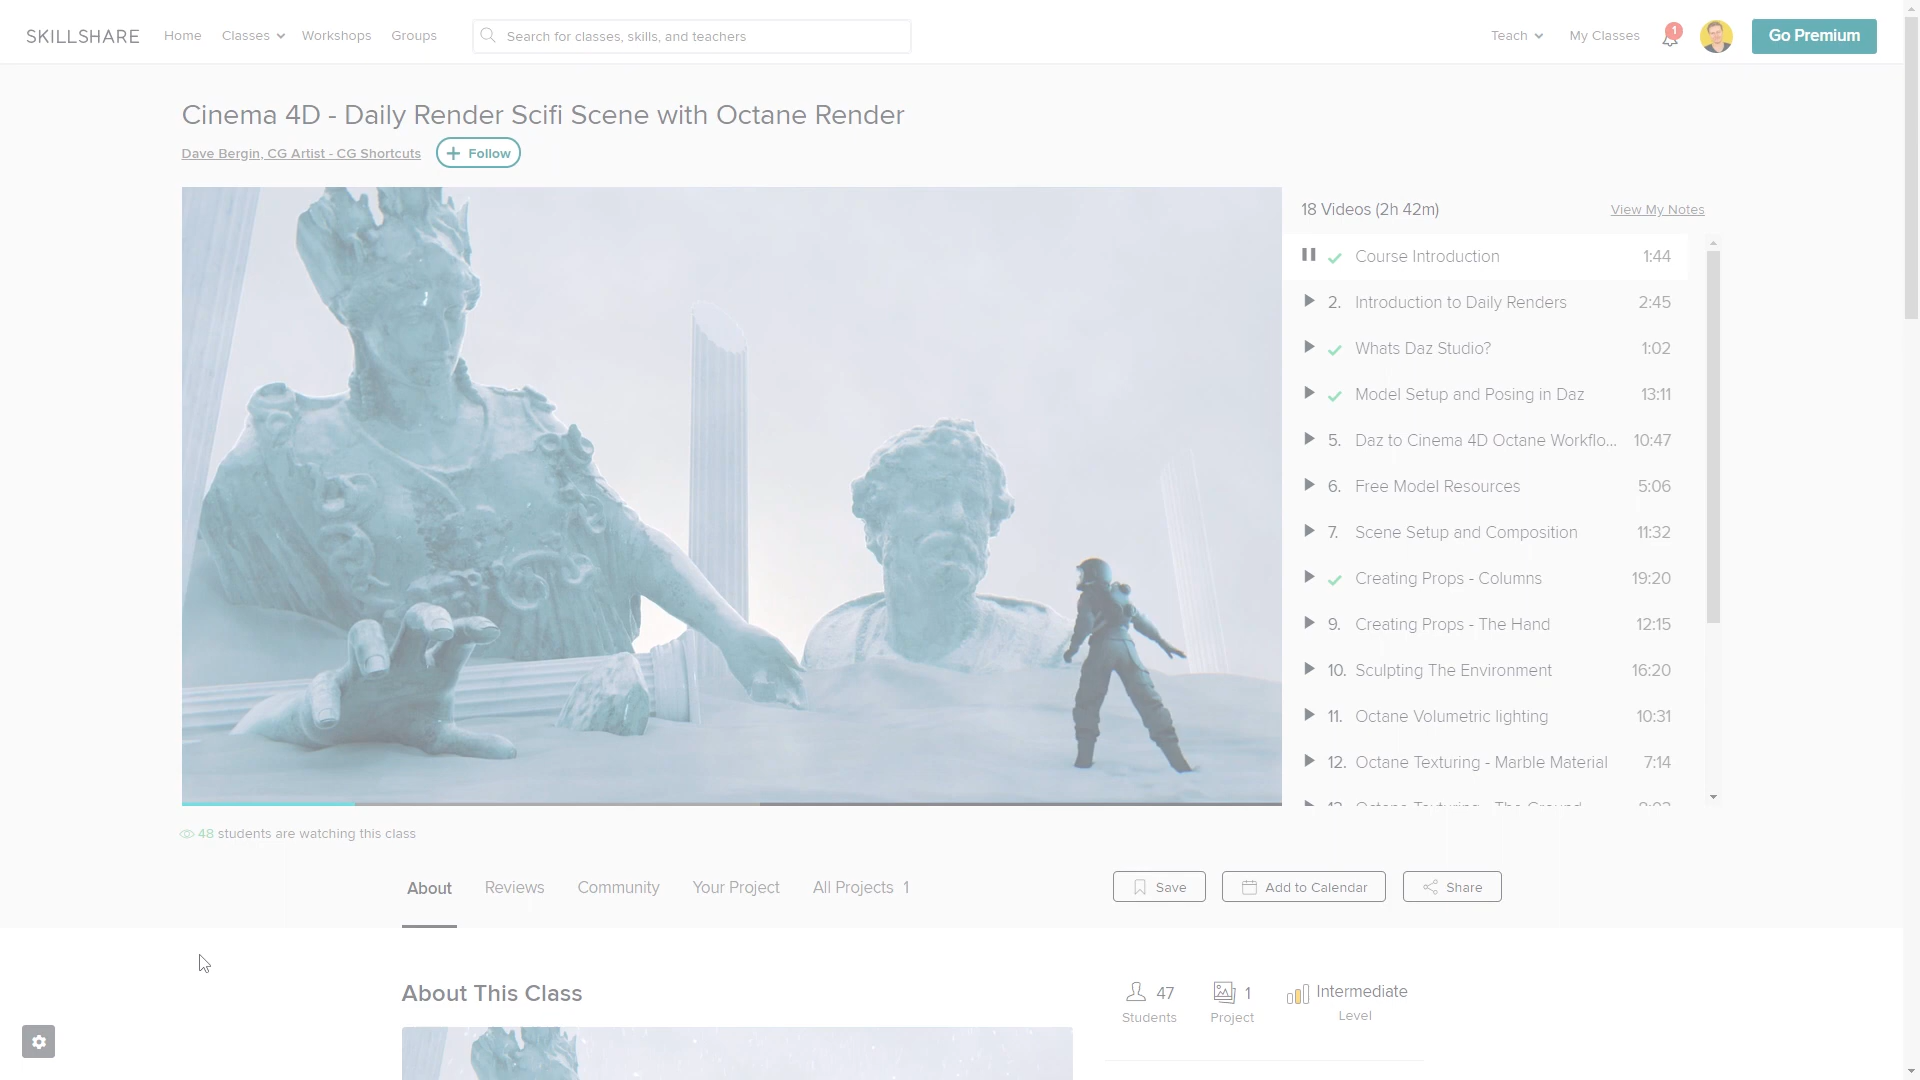 SKILLSHARE Home Classes Workshops Groups Search for classes, skills, and teachers Teach My Classes 1 Go Premium
Cinema 4D - Daily Render Scifi Scene with Octane Render
Dave Bergin, CG Artist - CG Shortcuts + Follow
18 Videos (2h 42m) View My Notes
Course Introduction 1:44
2. Introduction to Daily Renders 2:45
Whats Daz Studio? 1:02
Model Setup and Posing in Daz 13:11
5. Daz to Cinema 4D Octane Workflo... 10:47
6. Free Model Resources 5:06
7. Scene Setup and Composition 11:32
Creating Props - Columns 19:20
9. Creating Props - The Hand 12:15
10. Sculpting The Environment 16:20
11. Octane Volumetric lighting 10:31
12. Octane Texturing - Marble Material 7:14
13. Octane Texturing - The Ground
48 students are watching this class
About Reviews Community Your Project All Projects 1 Save Add to Calendar Share
About This Class
47 1 Intermediate
Students Project Level